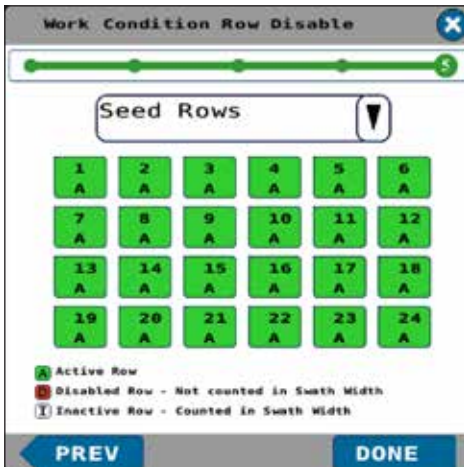 Work Condition Row Disable
5
Seed Rows
1 2 3 4 5 6
A A A A A A
7 8 9 10 11 12
A A A A A A
13 14 15 16 17 18
A A A A A A
19 20 21 22 23 24
A A A A A A
A Active Row
D Disabled Row - Not counted in Swath Width
I Inactive Row - Counted in Swath Width
PREV DONE